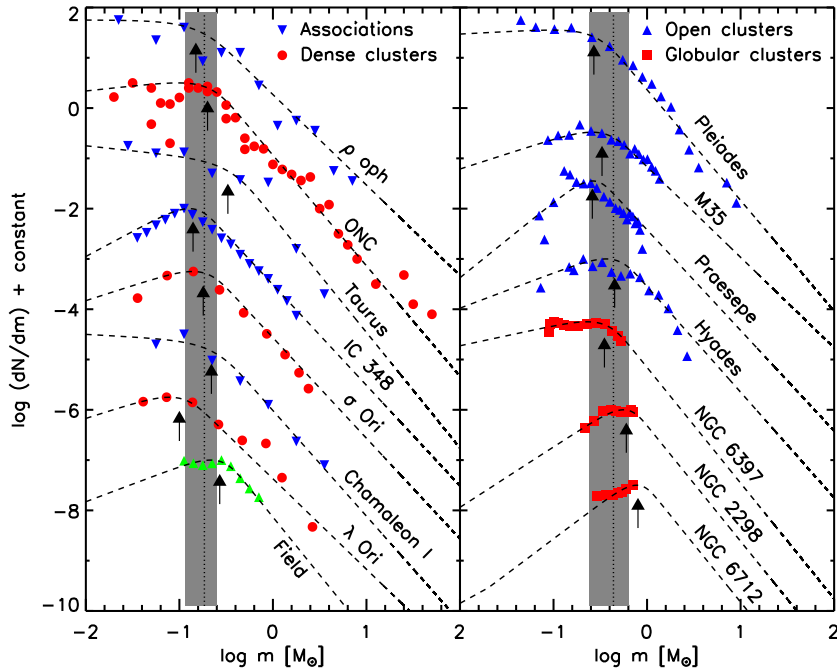 Associations
Dense clusters
Open clusters
Globular clusters
log (dN/dm) + constant
2
0
−2
−4
−6
−8
−10
ρ oph
ONC
Taurus
IC 348
σ Ori
Chamaleon I
λ Ori
Field
Pleiades
M35
Praesepe
Hyades
NGC 6397
NGC 2298
NGC 6712
−2 −1 0 1 2
−1 0 1 2
log m [M⊙]
log m [M⊙]